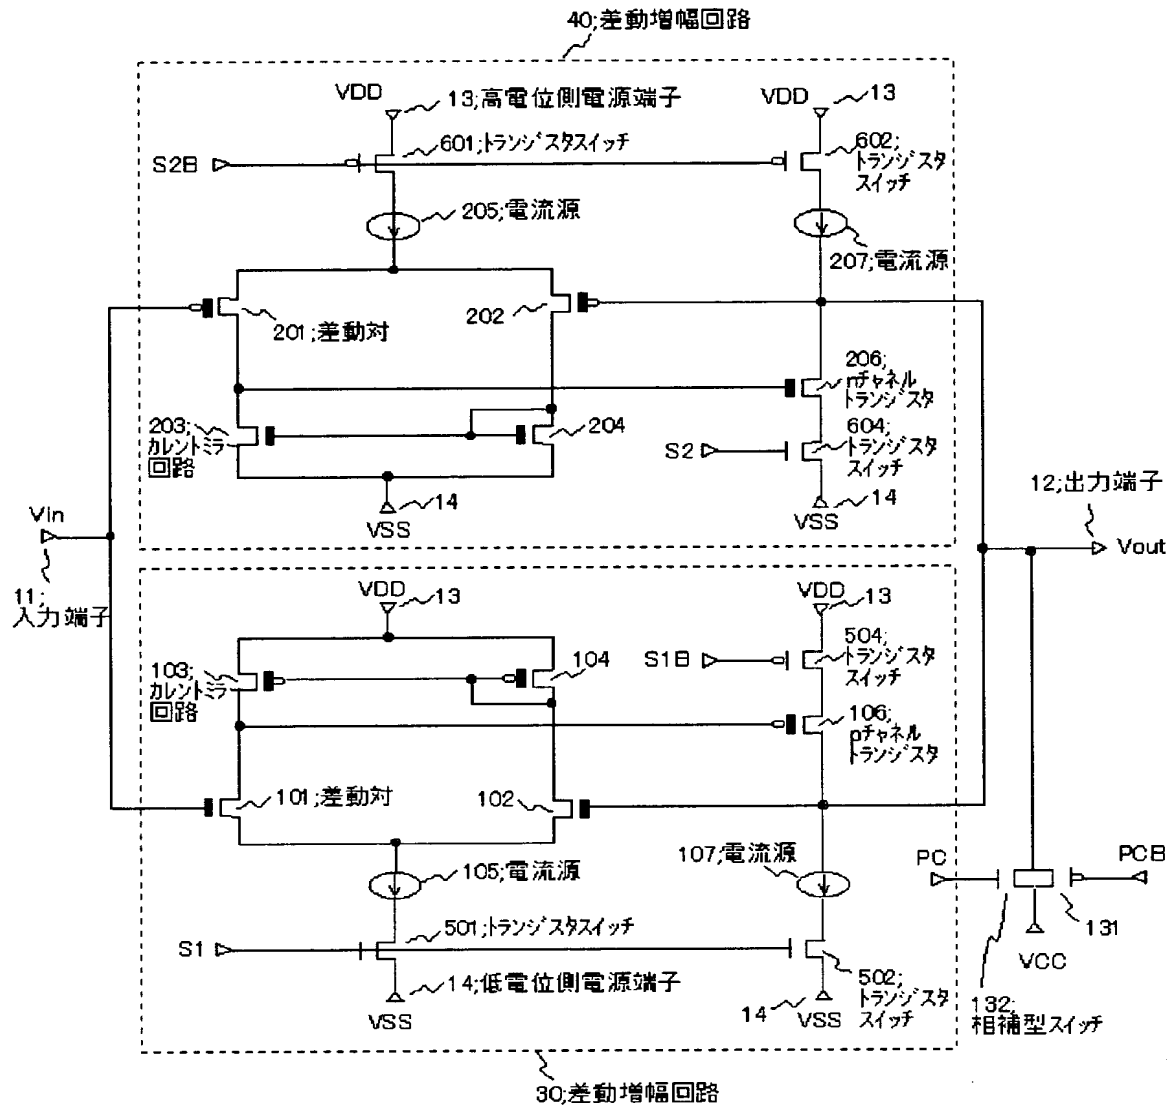 40;差動増幅回路
VDD
13;高電位側電源端子
VDD
13
S2B
601;トランジスタスイッチ
602;
トランジスタ
スイッチ
205;電流源
207;電流源
201;差動対
202
206;
nチャネル
トランジスタ
203;
カレントミラー
回路
204
S2
604;
トランジスタ
スイッチ
14
VSS
14
VSS
Vin
11;
入力端子
12;出力端子
Vout
VDD
13
VDD
13
103;
カレントミラー
回路
104
S1B
504;
トランジスタ
スイッチ
106;
pチャネル
トランジスタ
101;差動対
102
105;電流源
107;電流源
PC
PCB
131
VCC
132;
相補型スイッチ
S1
501;トランジスタスイッチ
502;
トランジスタ
スイッチ
14;低電位側電源端子
VSS
14
VSS
30;差動増幅回路